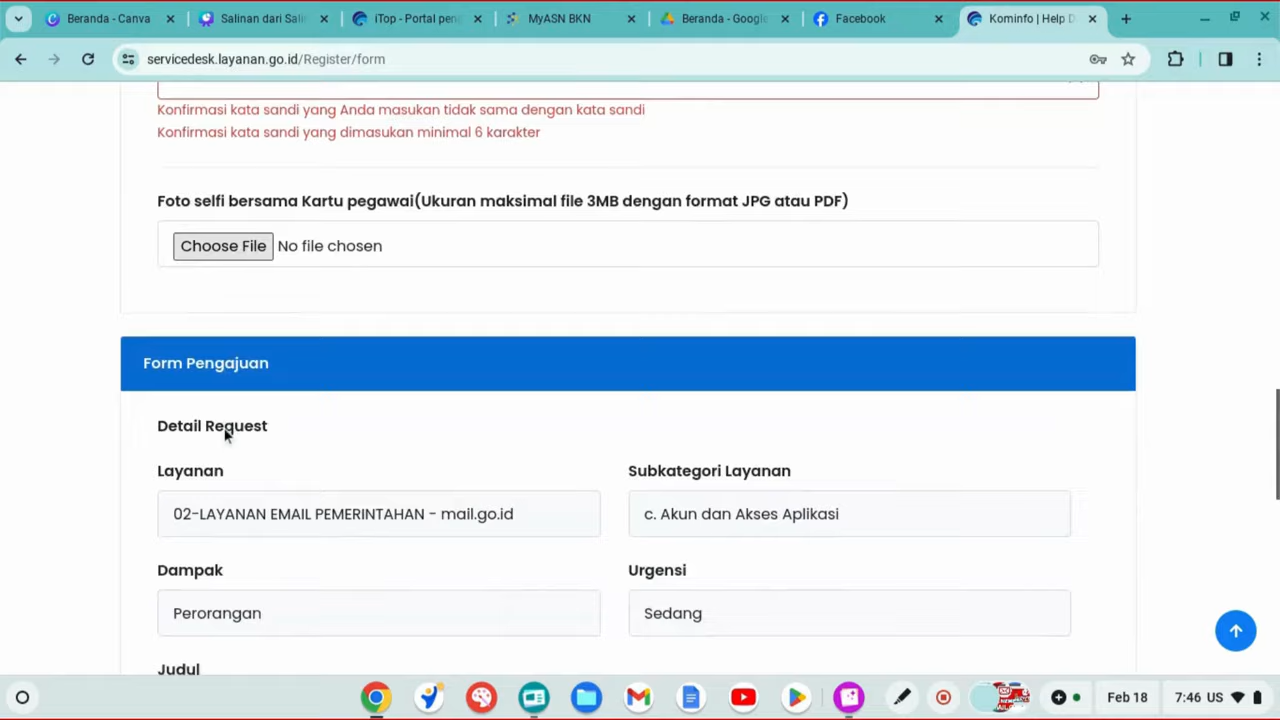 Beranda - Canva
Salinan dari Sali
iTop - Portal pen
MyASN BKN
Beranda - Google
Facebook
Kominfo | Help D
servicedesk.layanan.go.id/Register/form
Konfirmasi kata sandi yang Anda masukan tidak sama dengan kata sandi
Konfirmasi kata sandi yang dimasukan minimal 6 karakter
Foto selfi bersama Kartu pegawai(Ukuran maksimal file 3MB dengan format JPG atau PDF)
Choose File No file chosen
Form Pengajuan
Detail Request
Layanan
Subkategori Layanan
02-LAYANAN EMAIL PEMERINTAHAN - mail.go.id
c. Akun dan Akses Aplikasi
Dampak
Urgensi
Perorangan
Sedang
Judul
Feb 18
7:46 US